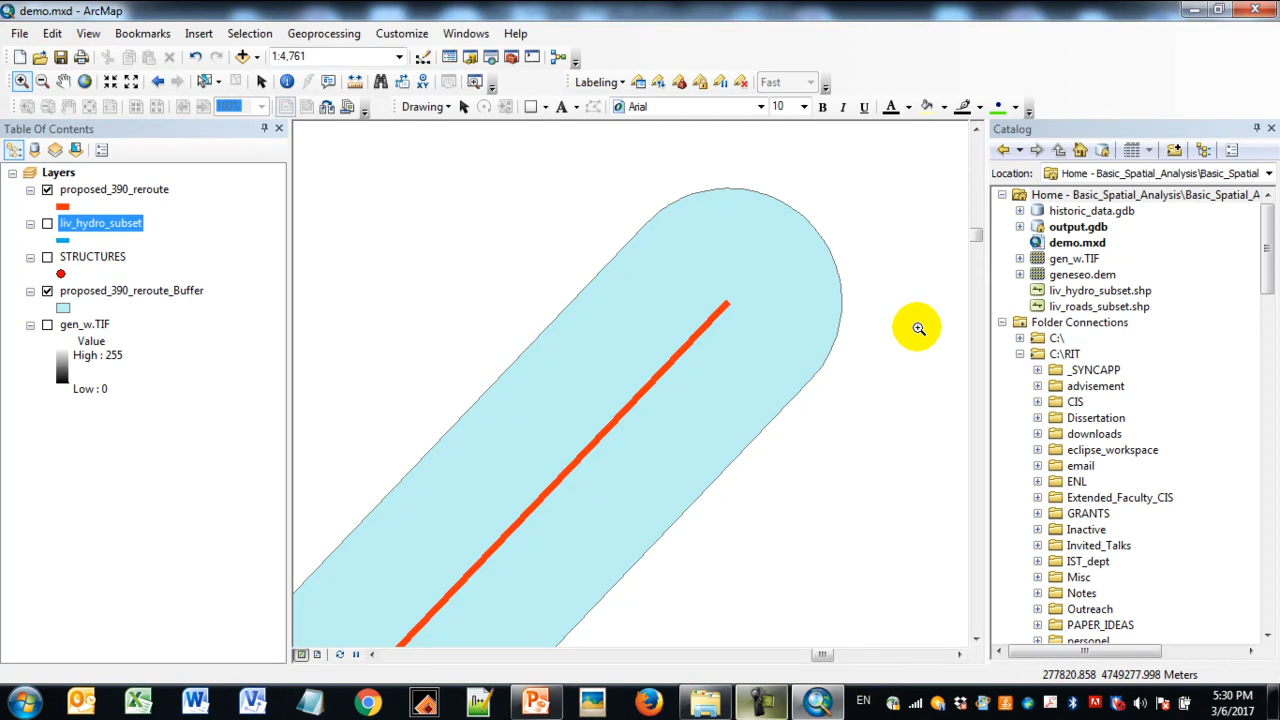 demo.mxd - ArcMap
File Edit View Bookmarks Insert Selection Geoprocessing Customize Windows Help
1:4,761
Labeling Fast
100%
Drawing Arial 10 B I U A
Table Of Contents
Layers
proposed_390_reroute
liv_hydro_subset
STRUCTURES
proposed_390_reroute_Buffer
gen_w.TIF
Value
High : 255
Low : 0
Catalog
Location: Home - Basic_Spatial_Analysis\Basic_Spatial
Home - Basic_Spatial_Analysis\Basic_Spatial_A
historic_data.gdb
output.gdb
demo.mxd
gen_w.TIF
geneseo.dem
liv_hydro_subset.shp
liv_roads_subset.shp
Folder Connections
C:\
C:\RIT
_SYNCAPP
advisement
CIS
Dissertation
downloads
eclipse_workspace
email
ENL
Extended_Faculty_CIS
GRANTS
Inactive
Invited_Talks
IST_dept
Misc
Notes
Outreach
PAPER_IDEAS
personel
277820.858 4749277.998 Meters
EN
5:30 PM
3/6/2017